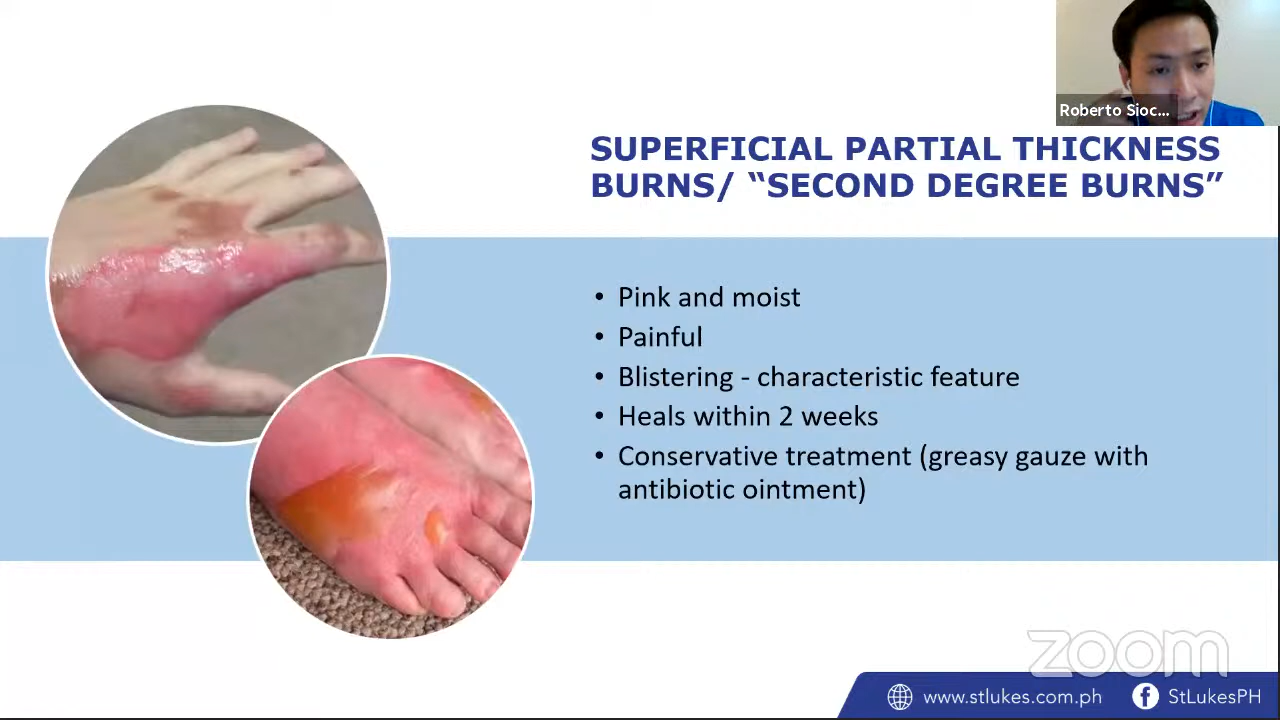 Roberto Sioc...
SUPERFICIAL PARTIAL THICKNESS
BURNS/ “SECOND DEGREE BURNS”
• Pink and moist
• Painful
• Blistering - characteristic feature
• Heals within 2 weeks
• Conservative treatment (greasy gauze with
antibiotic ointment)
zoom
www.stlukes.com.ph
StLukesPH